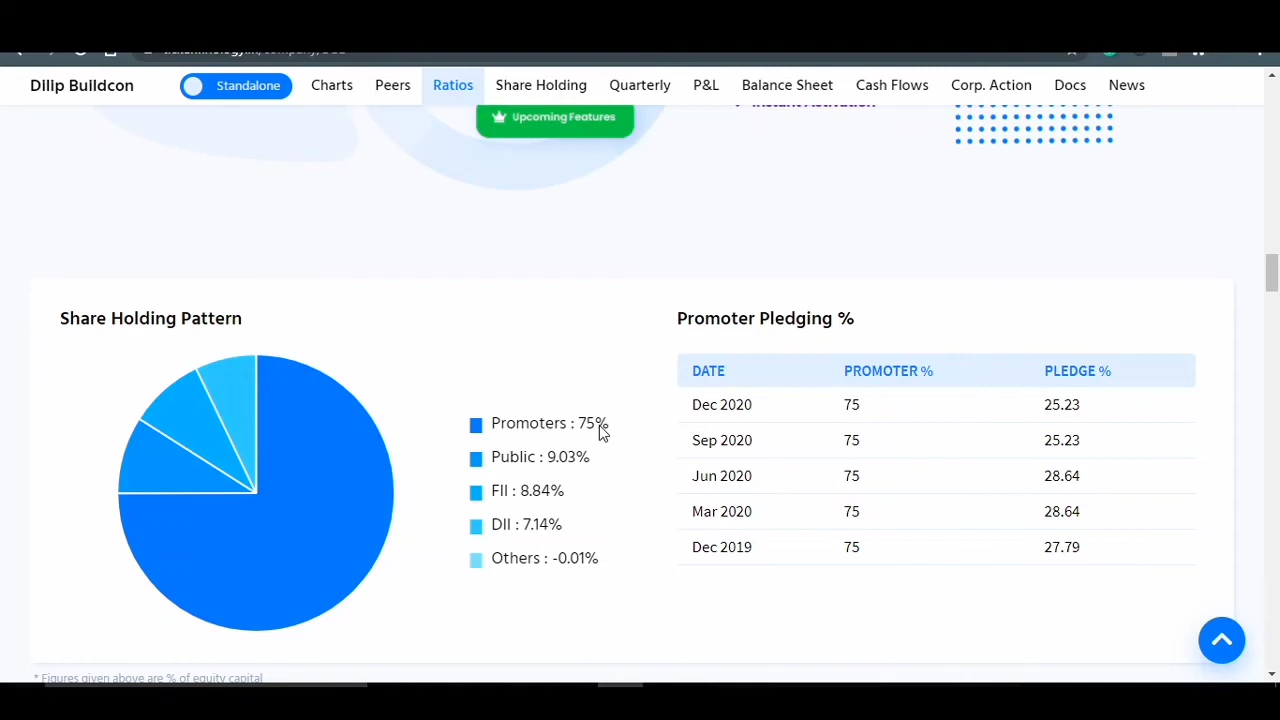 Dilip Buildcon Standalone Charts Peers Ratios Share Holding Quarterly P&L Balance Sheet Cash Flows Corp. Action Docs News
Instant Activation
Upcoming Features
Share Holding Pattern
Promoters : 75%
Public : 9.03%
FII : 8.84%
DII : 7.14%
Others : -0.01%
Promoter Pledging %
DATE PROMOTER % PLEDGE %
Dec 2020 75 25.23
Sep 2020 75 25.23
Jun 2020 75 28.64
Mar 2020 75 28.64
Dec 2019 75 27.79
* Figures given above are % of equity capital